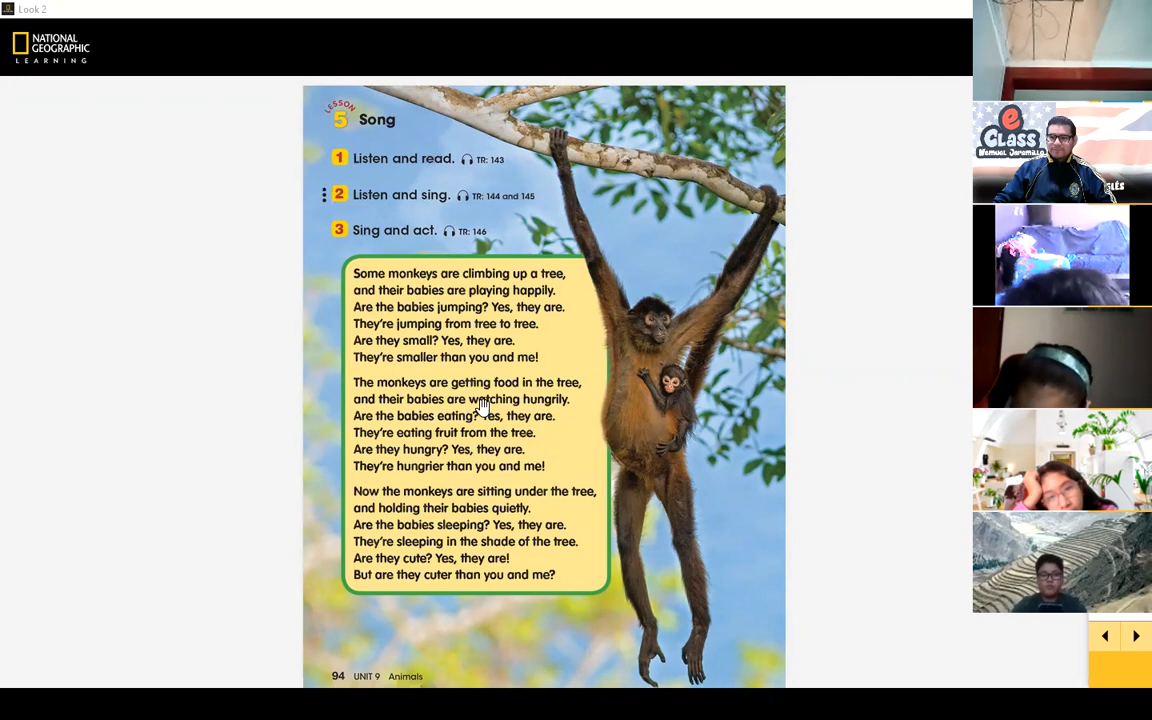 Look 2
NATIONAL
GEOGRAPHIC
LEARNING
LESSON
5 Song
1 Listen and read. TR: 143
2 Listen and sing. TR: 144 and 145
3 Sing and act. TR: 146
Some monkeys are climbing up a tree,
and their babies are playing happily.
Are the babies jumping? Yes, they are.
They're jumping from tree to tree.
Are they small? Yes, they are.
They're smaller than you and me!
The monkeys are getting food in the tree,
and their babies are watching hungrily.
Are the babies eating? Yes, they are.
They're eating fruit from the tree.
Are they hungry? Yes, they are.
They're hungrier than you and me!
Now the monkeys are sitting under the tree,
and holding their babies quietly.
Are the babies sleeping? Yes, they are.
They're sleeping in the shade of the tree.
Are they cute? Yes, they are!
But are they cuter than you and me?
94 UNIT 9 Animals
e
Class
Nemuel Jaramillo